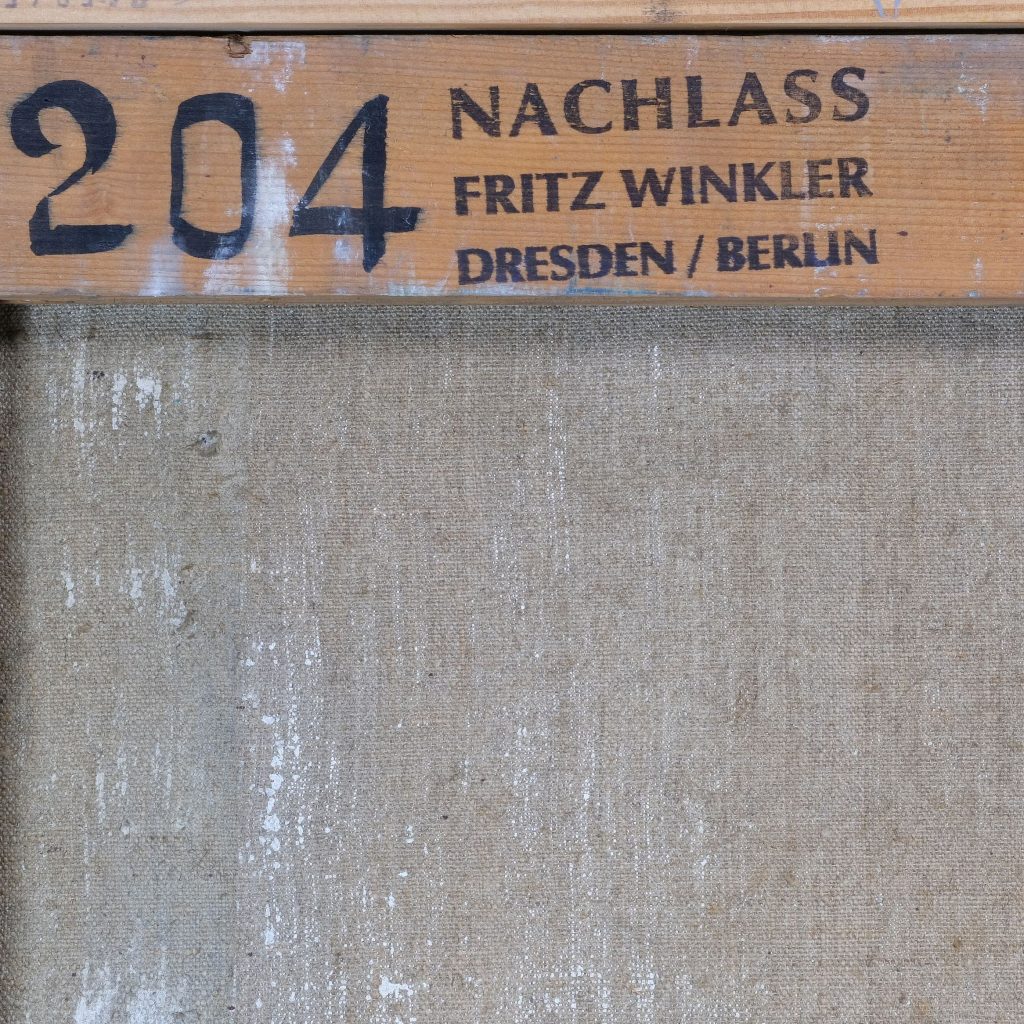 204
NACHLASS
FRITZ WINKLER
DRESDEN / BERLIN